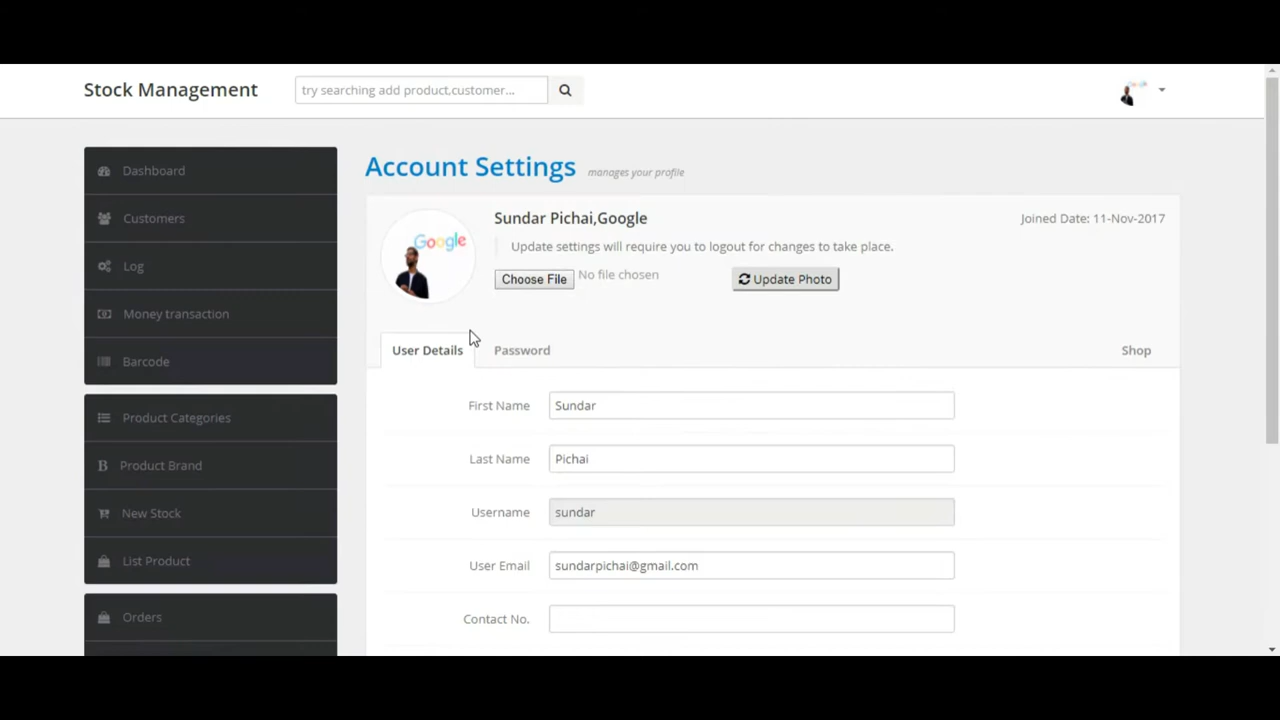 Stock Management
try searching add product,customer...
Google
Dashboard
Customers
Log
Money transaction
Barcode
Product Categories
B Product Brand
New Stock
List Product
Orders
Account Settings manages your profile
Google
Sundar Pichai,Google
Joined Date: 11-Nov-2017
Update settings will require you to logout for changes to take place.
Choose File No file chosen
Update Photo
User Details
Password
Shop
First Name
Sundar
Last Name
Pichai
Username
sundar
User Email
sundarpichai@gmail.com
Contact No.